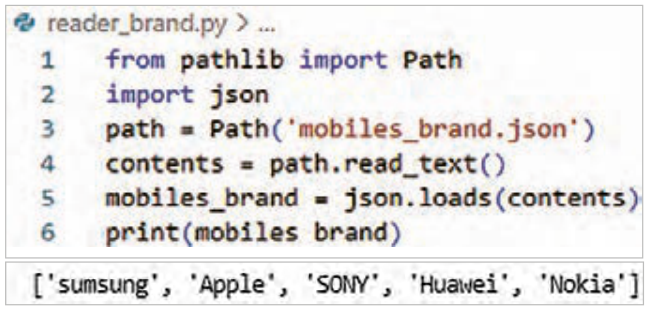 reader_brand.py > ...
1 from pathlib import Path
2 import json
3 path = Path('mobiles_brand.json')
4 contents = path.read_text()
5 mobiles_brand = json.loads(contents)
6 print(mobiles brand)
['sumsung', 'Apple', 'SONY', 'Huawei', 'Nokia']